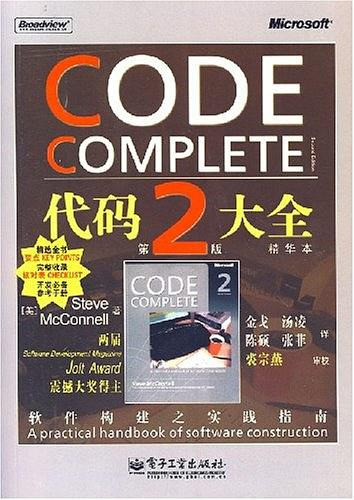 Broadview
Microsoft
CODE
COMPLETE
Second Edition
代码2大全
第 版 精华本
精选全书
要点 KEY POINTS
完整收录
核对表 CHECKLIST
开发必备
参考手册
[美] Steve
McConnell 著
两届
Software Development Magazine
Jolt Award
震撼大奖得主
Microsoft
CODE 2
COMPLETE
Steve McConnell
金戈 汤凌
陈硕 张菲 译
裘宗燕 审校
软件构建之实践指南
A practical handbook of software construction
电子工业出版社